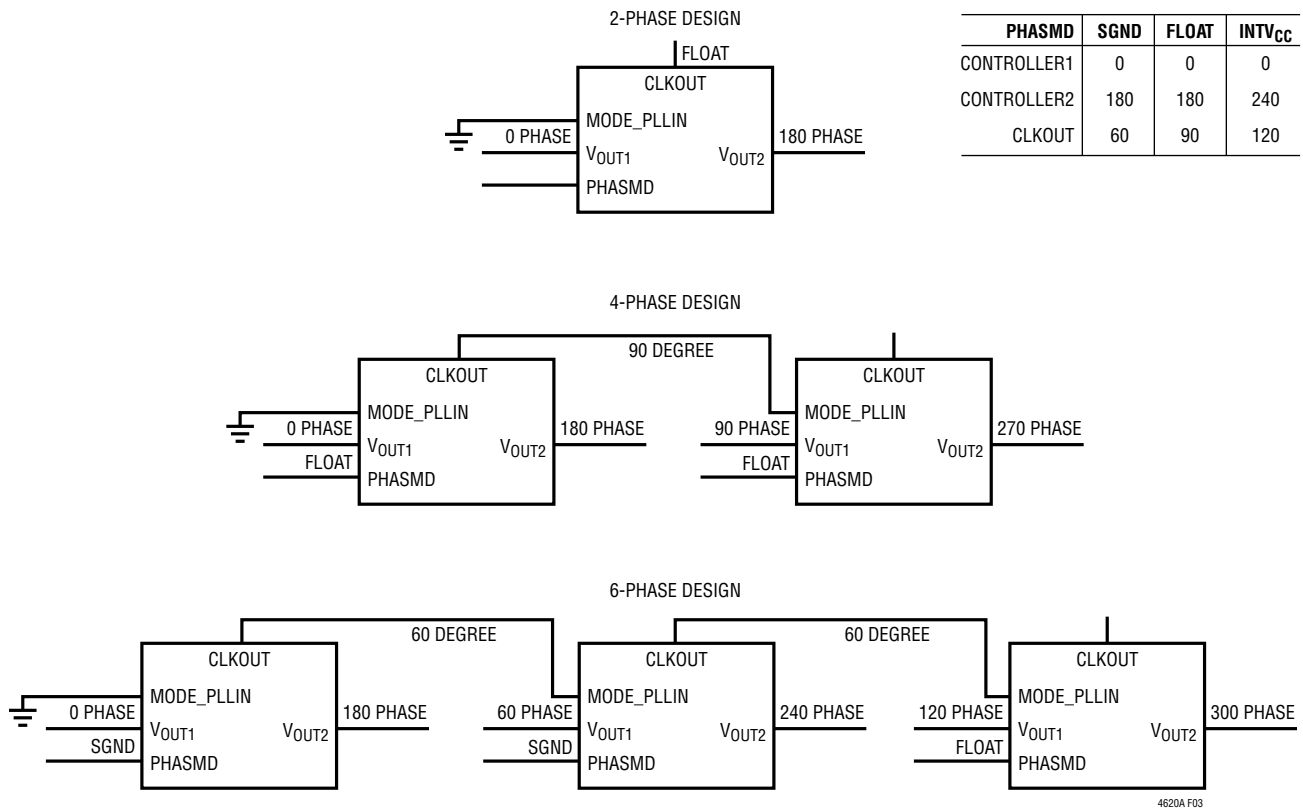 2-PHASE DESIGN
FLOAT
CLKOUT
MODE_PLLIN
0 PHASE
VOUT1
VOUT2
180 PHASE
PHASMD
PHASMD SGND FLOAT INTVCC
CONTROLLER1 0 0 0
CONTROLLER2 180 180 240
CLKOUT 60 90 120
4-PHASE DESIGN
90 DEGREE
CLKOUT
MODE_PLLIN
0 PHASE
VOUT1
VOUT2
180 PHASE
FLOAT
PHASMD
CLKOUT
MODE_PLLIN
90 PHASE
VOUT1
VOUT2
270 PHASE
FLOAT
PHASMD
6-PHASE DESIGN
60 DEGREE
60 DEGREE
CLKOUT
MODE_PLLIN
0 PHASE
VOUT1
VOUT2
180 PHASE
SGND
PHASMD
CLKOUT
MODE_PLLIN
60 PHASE
VOUT1
VOUT2
240 PHASE
SGND
PHASMD
CLKOUT
MODE_PLLIN
120 PHASE
VOUT1
VOUT2
300 PHASE
FLOAT
PHASMD
4620A F03